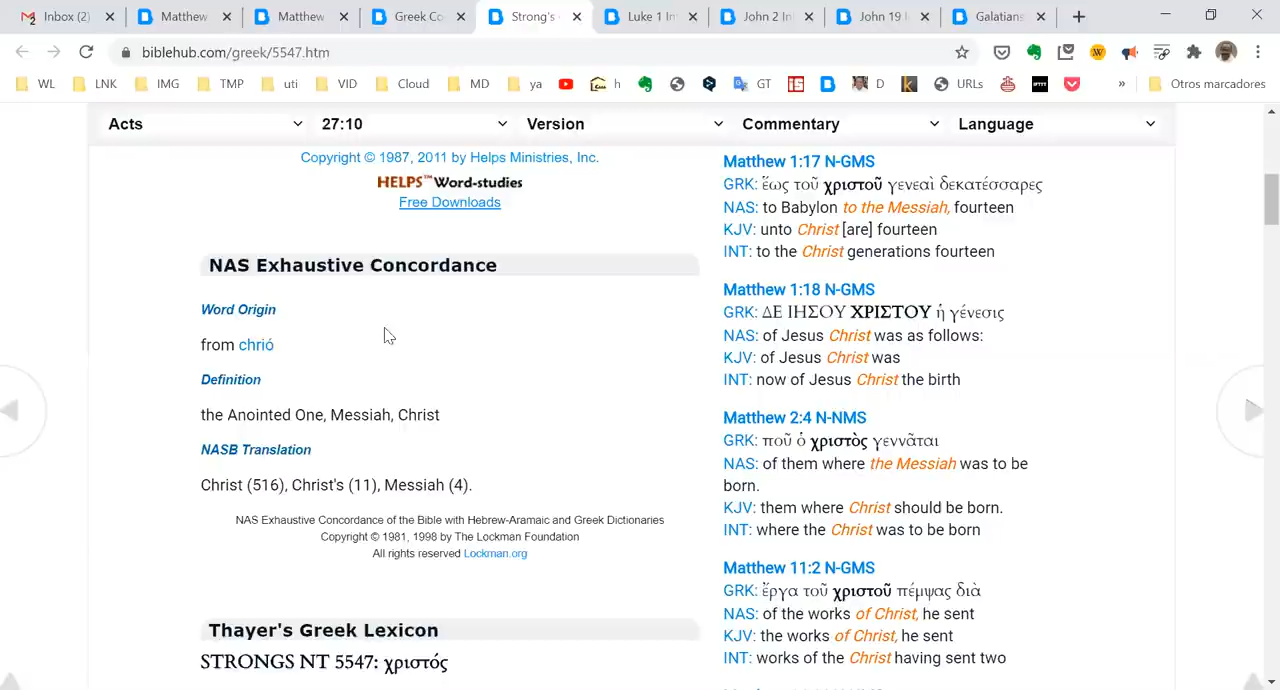 Inbox (2)
Matthew
Matthew
Greek Co
Strong's
Luke 1 In
John 2 In
John 19 I
Galatians
biblehub.com/greek/5547.htm
WL
LNK
IMG
TMP
uti
VID
Cloud
MD
ya
h
GT
D
URLs
»
Otros marcadores
Acts
27:10
Version
Commentary
Language
Copyright © 1987, 2011 by Helps Ministries, Inc.
HELPS™Word-studies
Free Downloads
NAS Exhaustive Concordance
Word Origin
from chrió
Definition
the Anointed One, Messiah, Christ
NASB Translation
Christ (516), Christ's (11), Messiah (4).
NAS Exhaustive Concordance of the Bible with Hebrew-Aramaic and Greek Dictionaries
Copyright © 1981, 1998 by The Lockman Foundation
All rights reserved Lockman.org
Thayer's Greek Lexicon
STRONGS NT 5547: χριστός
Matthew 1:17 N-GMS
GRK: ἕως τοῦ χριστοῦ γενεαὶ δεκατέσσαρες
NAS: to Babylon to the Messiah, fourteen
KJV: unto Christ [are] fourteen
INT: to the Christ generations fourteen
Matthew 1:18 N-GMS
GRK: ΔΕ ΙΗΣΟΥ ΧΡΙΣΤΟΥ ἡ γένεσις
NAS: of Jesus Christ was as follows:
KJV: of Jesus Christ was
INT: now of Jesus Christ the birth
Matthew 2:4 N-NMS
GRK: ποῦ ὁ χριστὸς γεννᾶται
NAS: of them where the Messiah was to be
born.
KJV: them where Christ should be born.
INT: where the Christ was to be born
Matthew 11:2 N-GMS
GRK: ἔργα τοῦ χριστοῦ πέμψας διὰ
NAS: of the works of Christ, he sent
KJV: the works of Christ, he sent
INT: works of the Christ having sent two